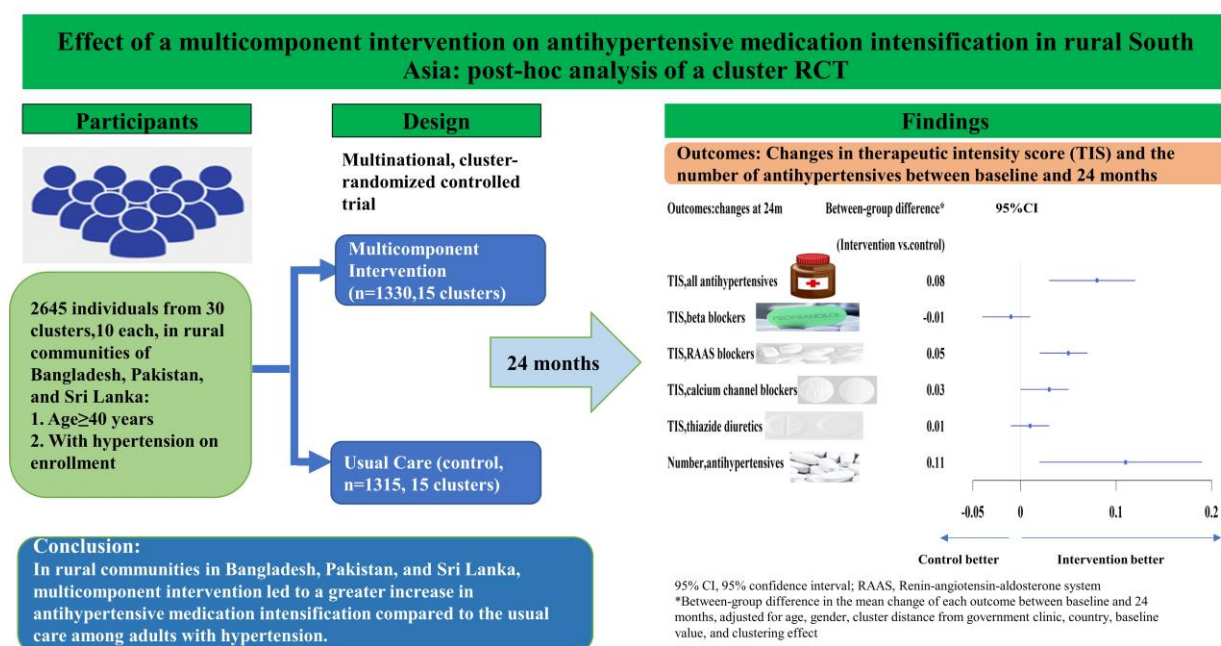 Effect of a multicomponent intervention on antihypertensive medication intensification in rural South
Asia: post-hoc analysis of a cluster RCT
Participants
2645 individuals from 30
clusters,10 each, in rural
communities of
Bangladesh, Pakistan,
and Sri Lanka:
1. Age≥40 years
2. With hypertension on
enrollment
Design
Multinational, cluster-
randomized controlled
trial
Multicomponent
Intervention
(n=1330,15 clusters)
Usual Care (control,
n=1315, 15 clusters)
24 months
Findings
Outcomes: Changes in therapeutic intensity score (TIS) and the
number of antihypertensives between baseline and 24 months
Outcomes:changes at 24m Between-group difference* 95%CI
(Intervention vs.control)
TIS,all antihypertensives 0.08
TIS,beta blockers PROPRANOLOL -0.01
TIS,RAAS blockers 0.05
TIS,calcium channel blockers 0.03
TIS,thiazide diuretics 0.01
Number,antihypertensives 0.11
-0.05 0 0.1 0.2
Control better Intervention better
95% CI, 95% confidence interval; RAAS, Renin-angiotensin-aldosterone system
*Between-group difference in the mean change of each outcome between baseline and 24
months, adjusted for age, gender, cluster distance from government clinic, country, baseline
value, and clustering effect
Conclusion:
In rural communities in Bangladesh, Pakistan, and Sri Lanka,
multicomponent intervention led to a greater increase in
antihypertensive medication intensification compared to the usual
care among adults with hypertension.